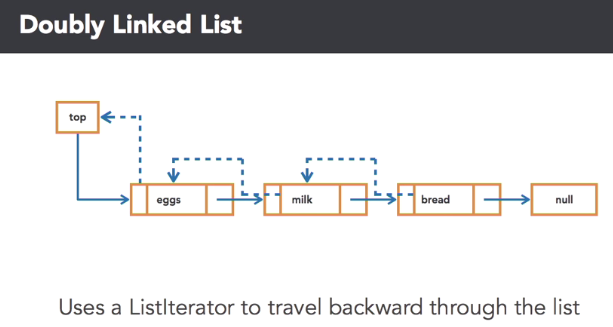 Doubly Linked List
top
eggs
milk
bread
null
Uses a ListIterator to travel backward through the list